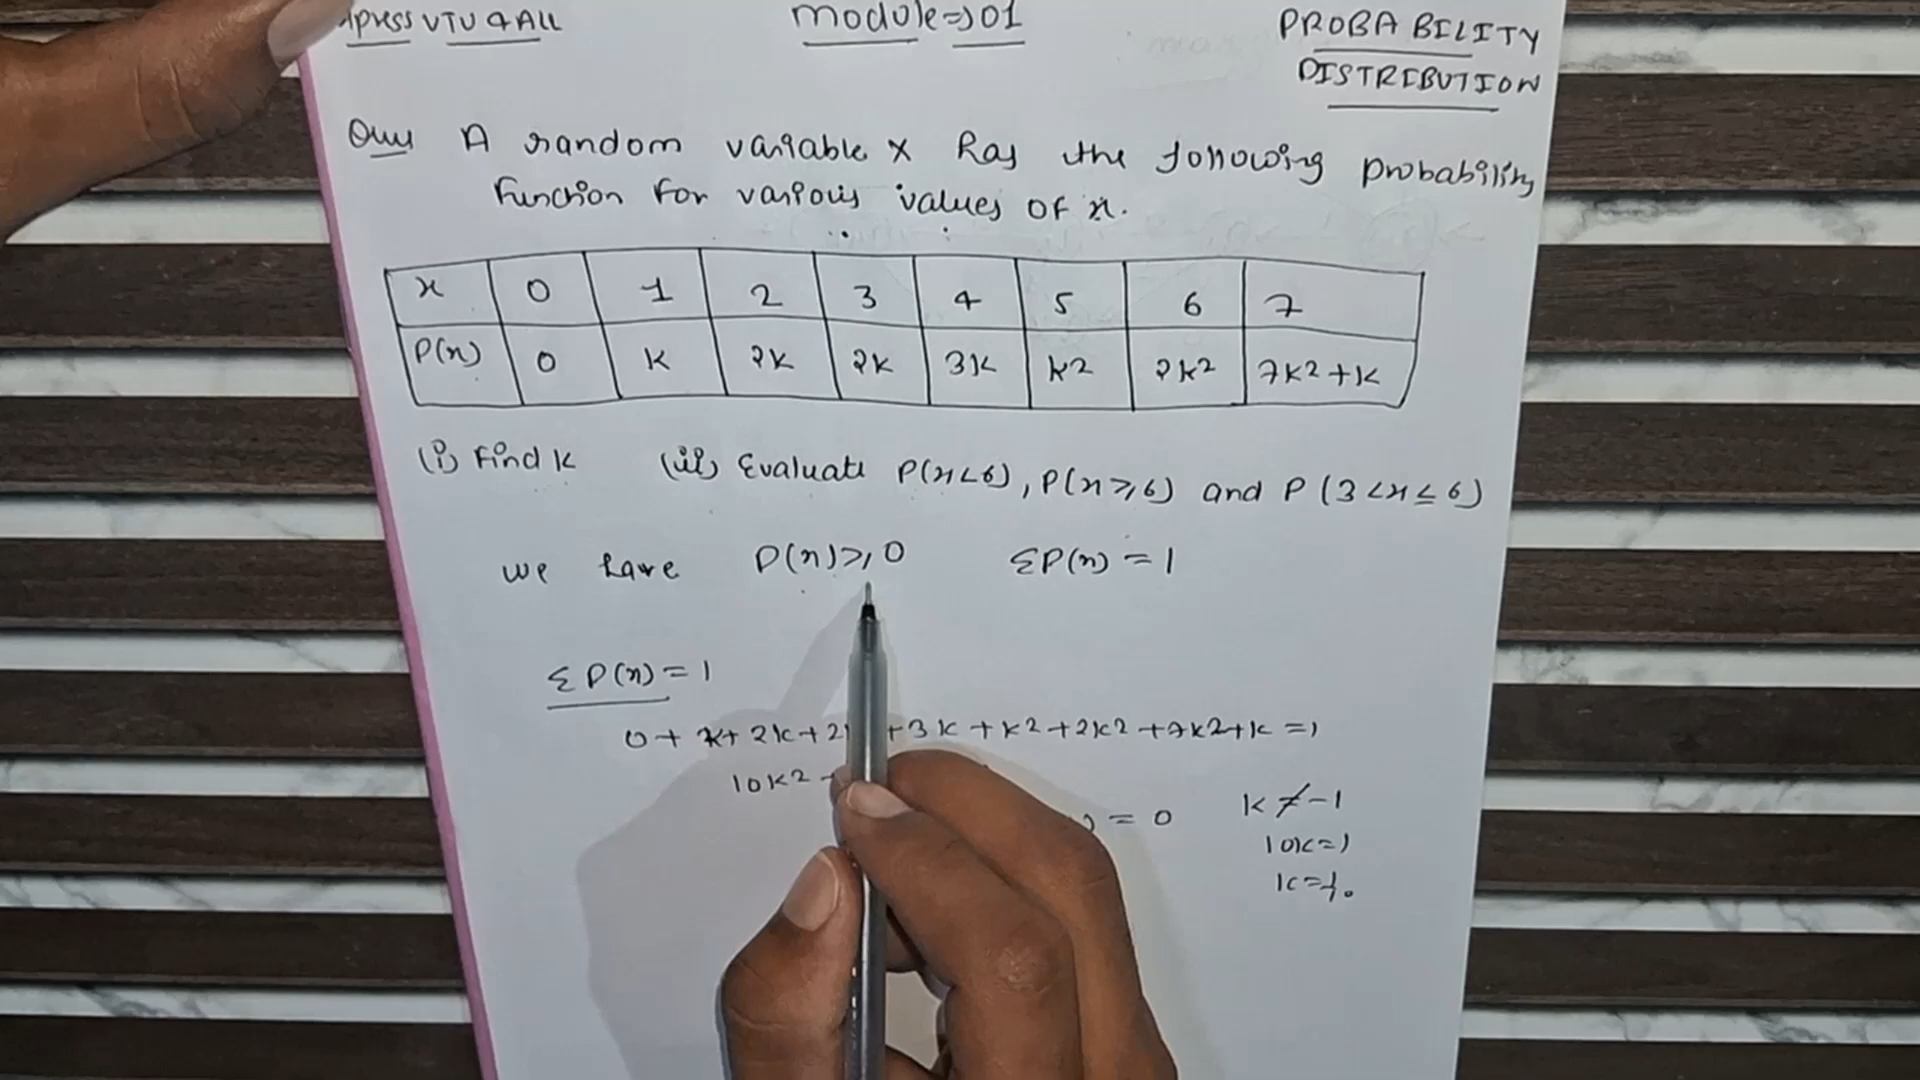 VTU 4 ALL
module => 01
PROBABILITY
DISTRIBUTION
A random variable x has the following probability
function for various values of x.
x 0 1 2 3 4 5 6 7
P(x) 0 k 2k 2k 3k k2 2k2 7k2+k
(i) Find k (ii) Evaluate P(x<6), P(x≥6) and P(3<x≤6)
we have P(x)≥0 ΣP(x) = 1
ΣP(x) = 1
0 + k + 2k + 2 +3k + k2 + 2k2 + 7k2+k = 1
10k2
= 0 k ≠ -1
10k=1
k=1/10